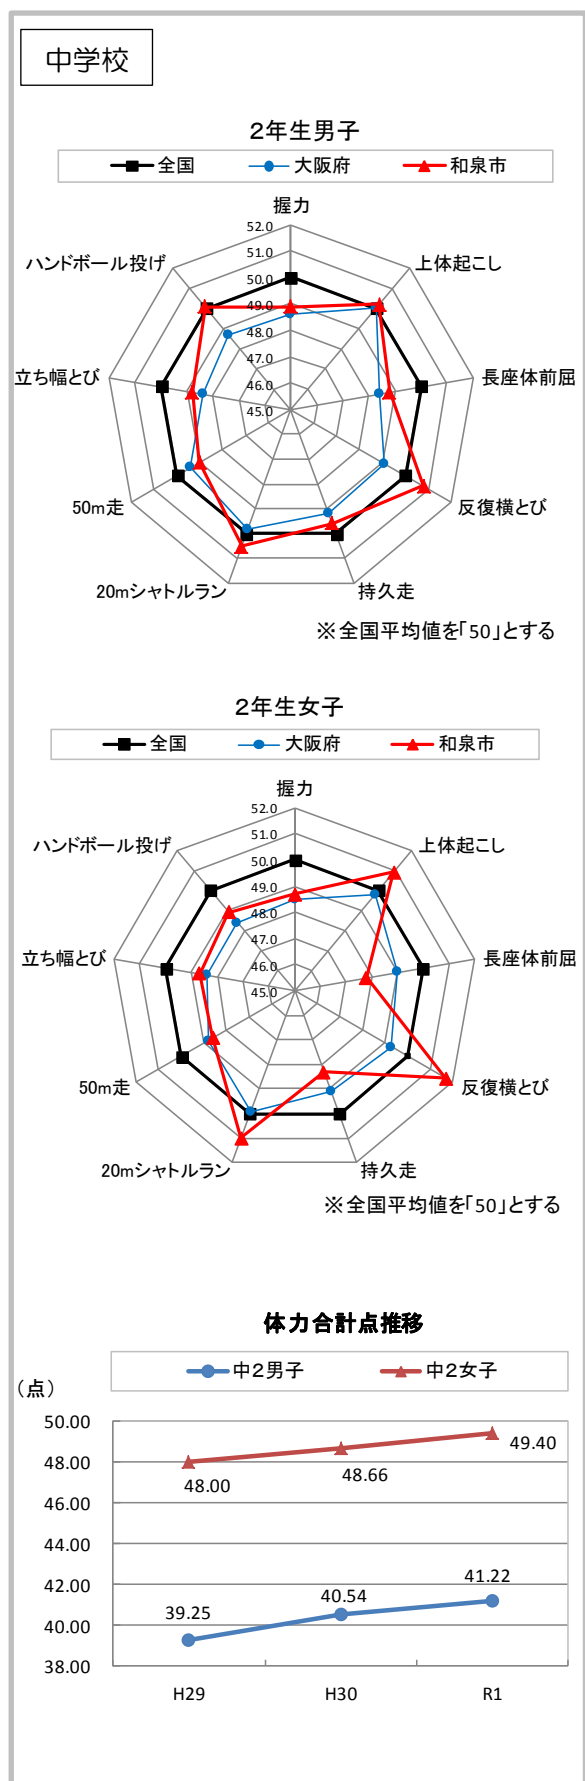 中学校
２年生男子
全国 大阪府 和泉市
握力
52.0
51.0
50.0
49.0
48.0
47.0
46.0
45.0
上体起こし
長座体前屈
反復横とび
持久走
20mシャトルラン
50m走
立ち幅とび
ハンドボール投げ
※全国平均値を「50」とする
２年生女子
全国 大阪府 和泉市
握力
52.0
51.0
50.0
49.0
48.0
47.0
46.0
45.0
上体起こし
長座体前屈
反復横とび
持久走
20mシャトルラン
50m走
立ち幅とび
ハンドボール投げ
※全国平均値を「50」とする
体力合計点推移
中２男子 中２女子
（点）
50.00
48.00
46.00
44.00
42.00
40.00
38.00
48.00 48.66 49.40
39.25 40.54 41.22
H29 H30 R1